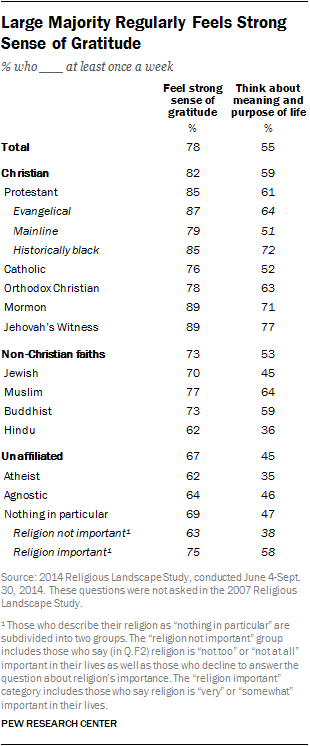 Large Majority Regularly Feels Strong
Sense of Gratitude
% who ____ at least once a week
Feel strong sense of gratitude Think about meaning and purpose of life
% %
Total 78 55
Christian 82 59
Protestant 85 61
Evangelical 87 64
Mainline 79 51
Historically black 85 72
Catholic 76 52
Orthodox Christian 78 63
Mormon 89 71
Jehovah's Witness 89 77
Non-Christian faiths 73 53
Jewish 70 45
Muslim 77 64
Buddhist 73 59
Hindu 62 36
Unaffiliated 67 45
Atheist 62 35
Agnostic 64 46
Nothing in particular 69 47
Religion not important¹ 63 38
Religion important¹ 75 58
Source: 2014 Religious Landscape Study, conducted June 4-Sept.
30, 2014. These questions were not asked in the 2007 Religious
Landscape Study.
¹ Those who describe their religion as "nothing in particular" are
subdivided into two groups. The "religion not important" group
includes those who say (in Q.F2) religion is "not too" or "not at all"
important in their lives as well as those who decline to answer the
question about religion's importance. The "religion important"
category includes those who say religion is "very" or "somewhat"
important in their lives.
PEW RESEARCH CENTER